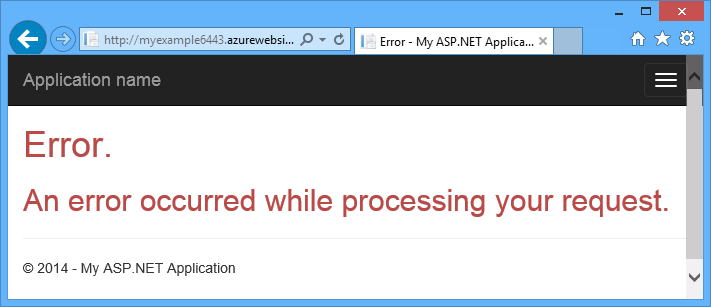 http://myexample6443.azurewebsi...
Error - My ASP.NET Applica...
Application name
Error.
An error occurred while processing your request.
© 2014 - My ASP.NET Application